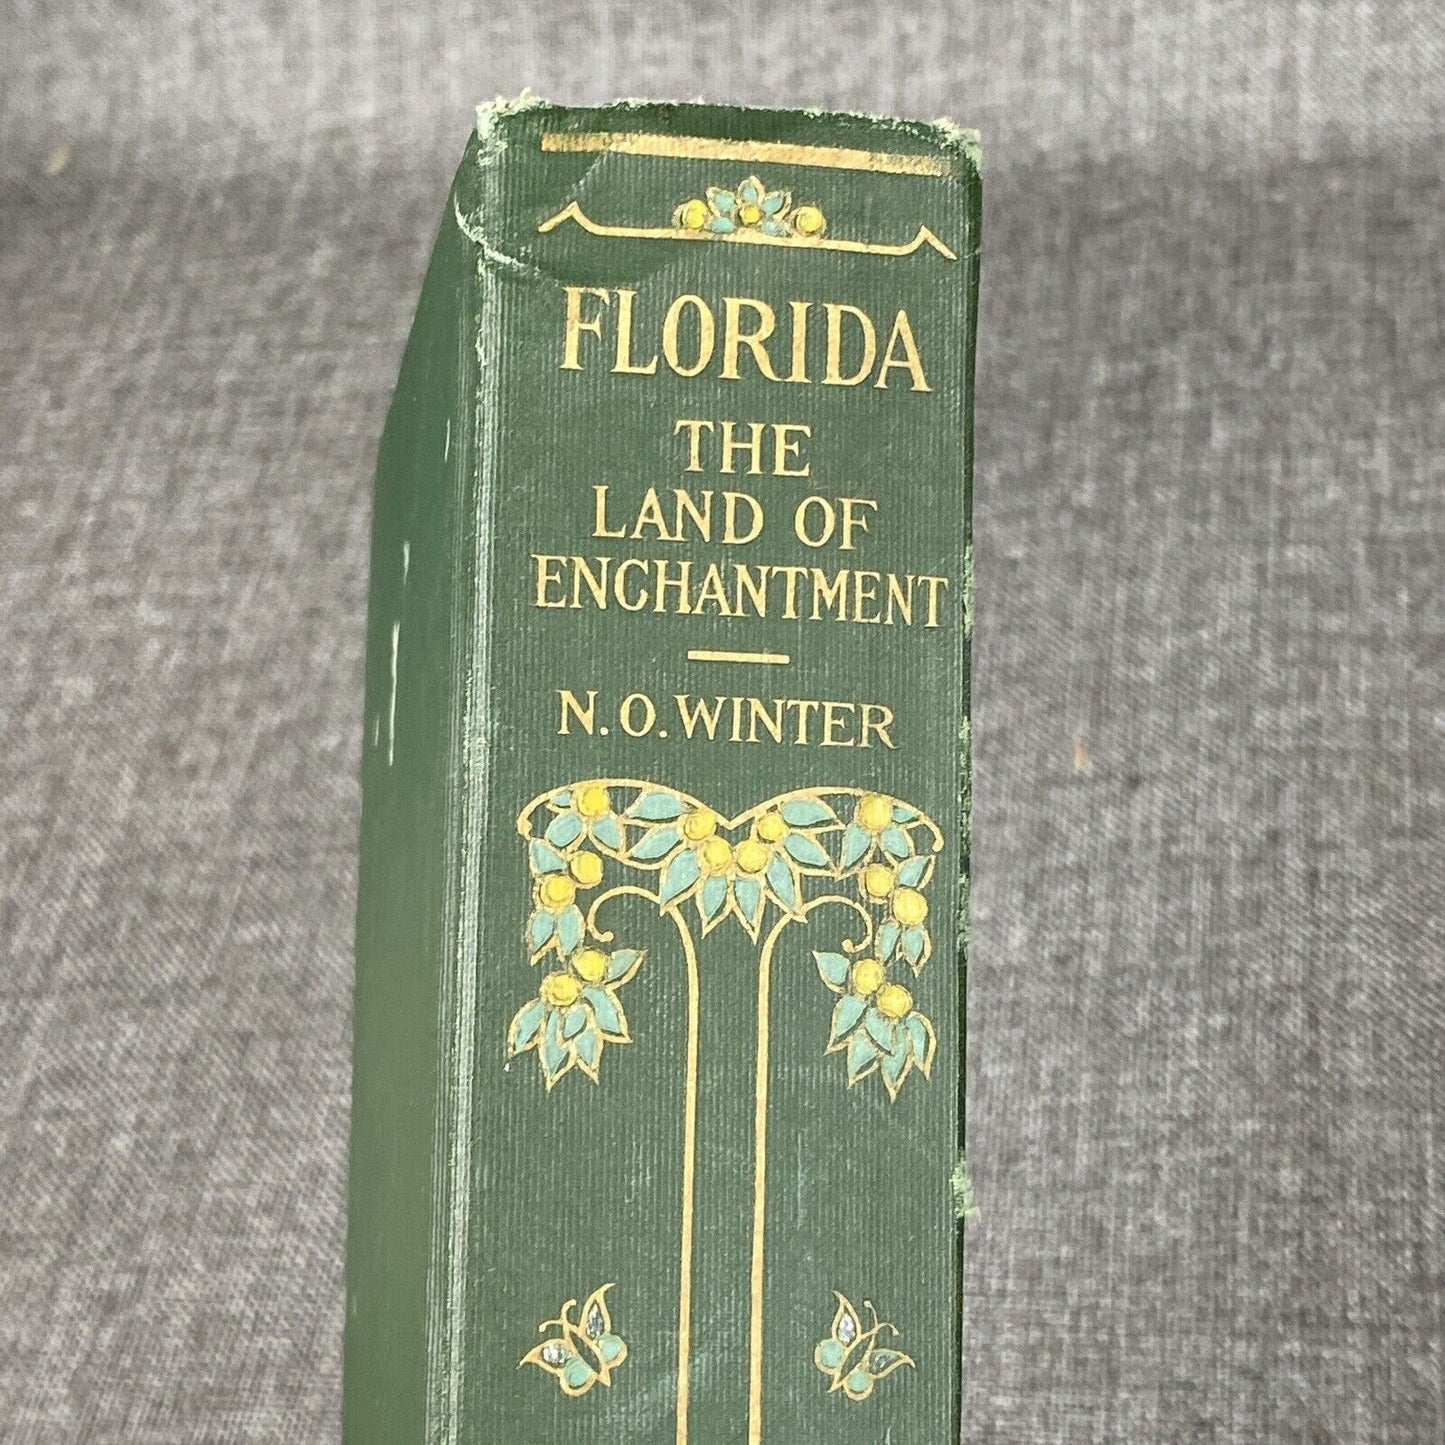 FLORIDA
THE
LAND OF
ENCHANTMENT
N. O. WINTER